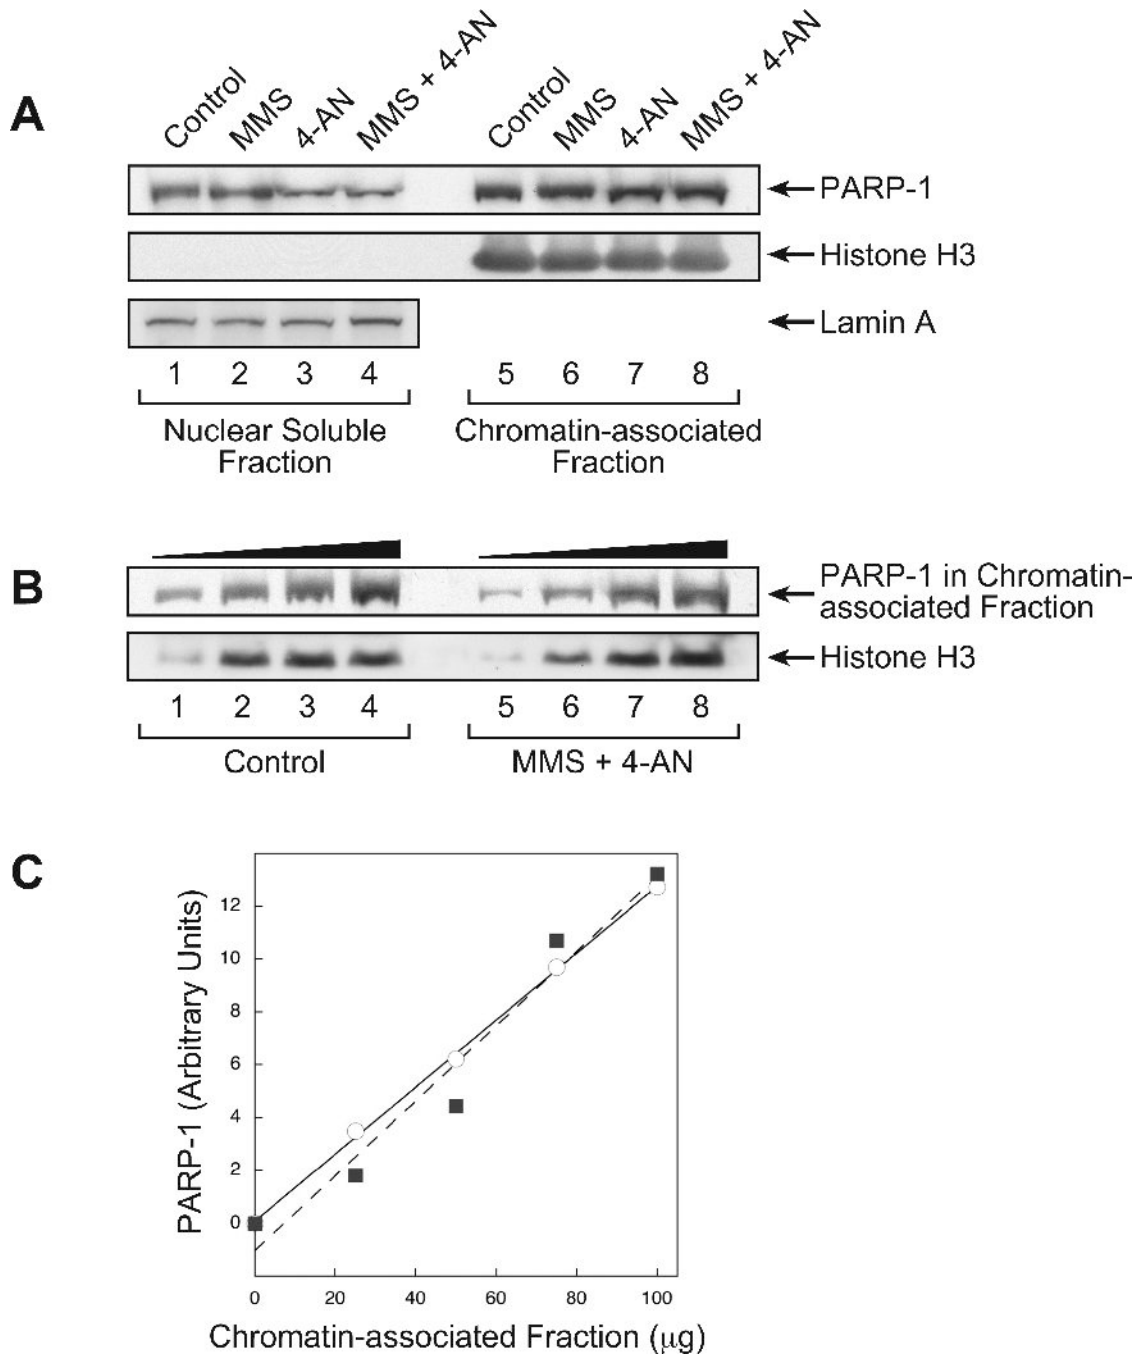 A
Control
MMS
4-AN
MMS + 4-AN
Control
MMS
4-AN
MMS + 4-AN
PARP-1
Histone H3
Lamin A
1 2 3 4 5 6 7 8
Nuclear Soluble
Fraction
Chromatin-associated
Fraction
B
PARP-1 in Chromatin-
associated Fraction
Histone H3
1 2 3 4 5 6 7 8
Control
MMS + 4-AN
C
PARP-1 (Arbitrary Units)
12
10
8
6
4
2
0
0 20 40 60 80 100
Chromatin-associated Fraction (μg)